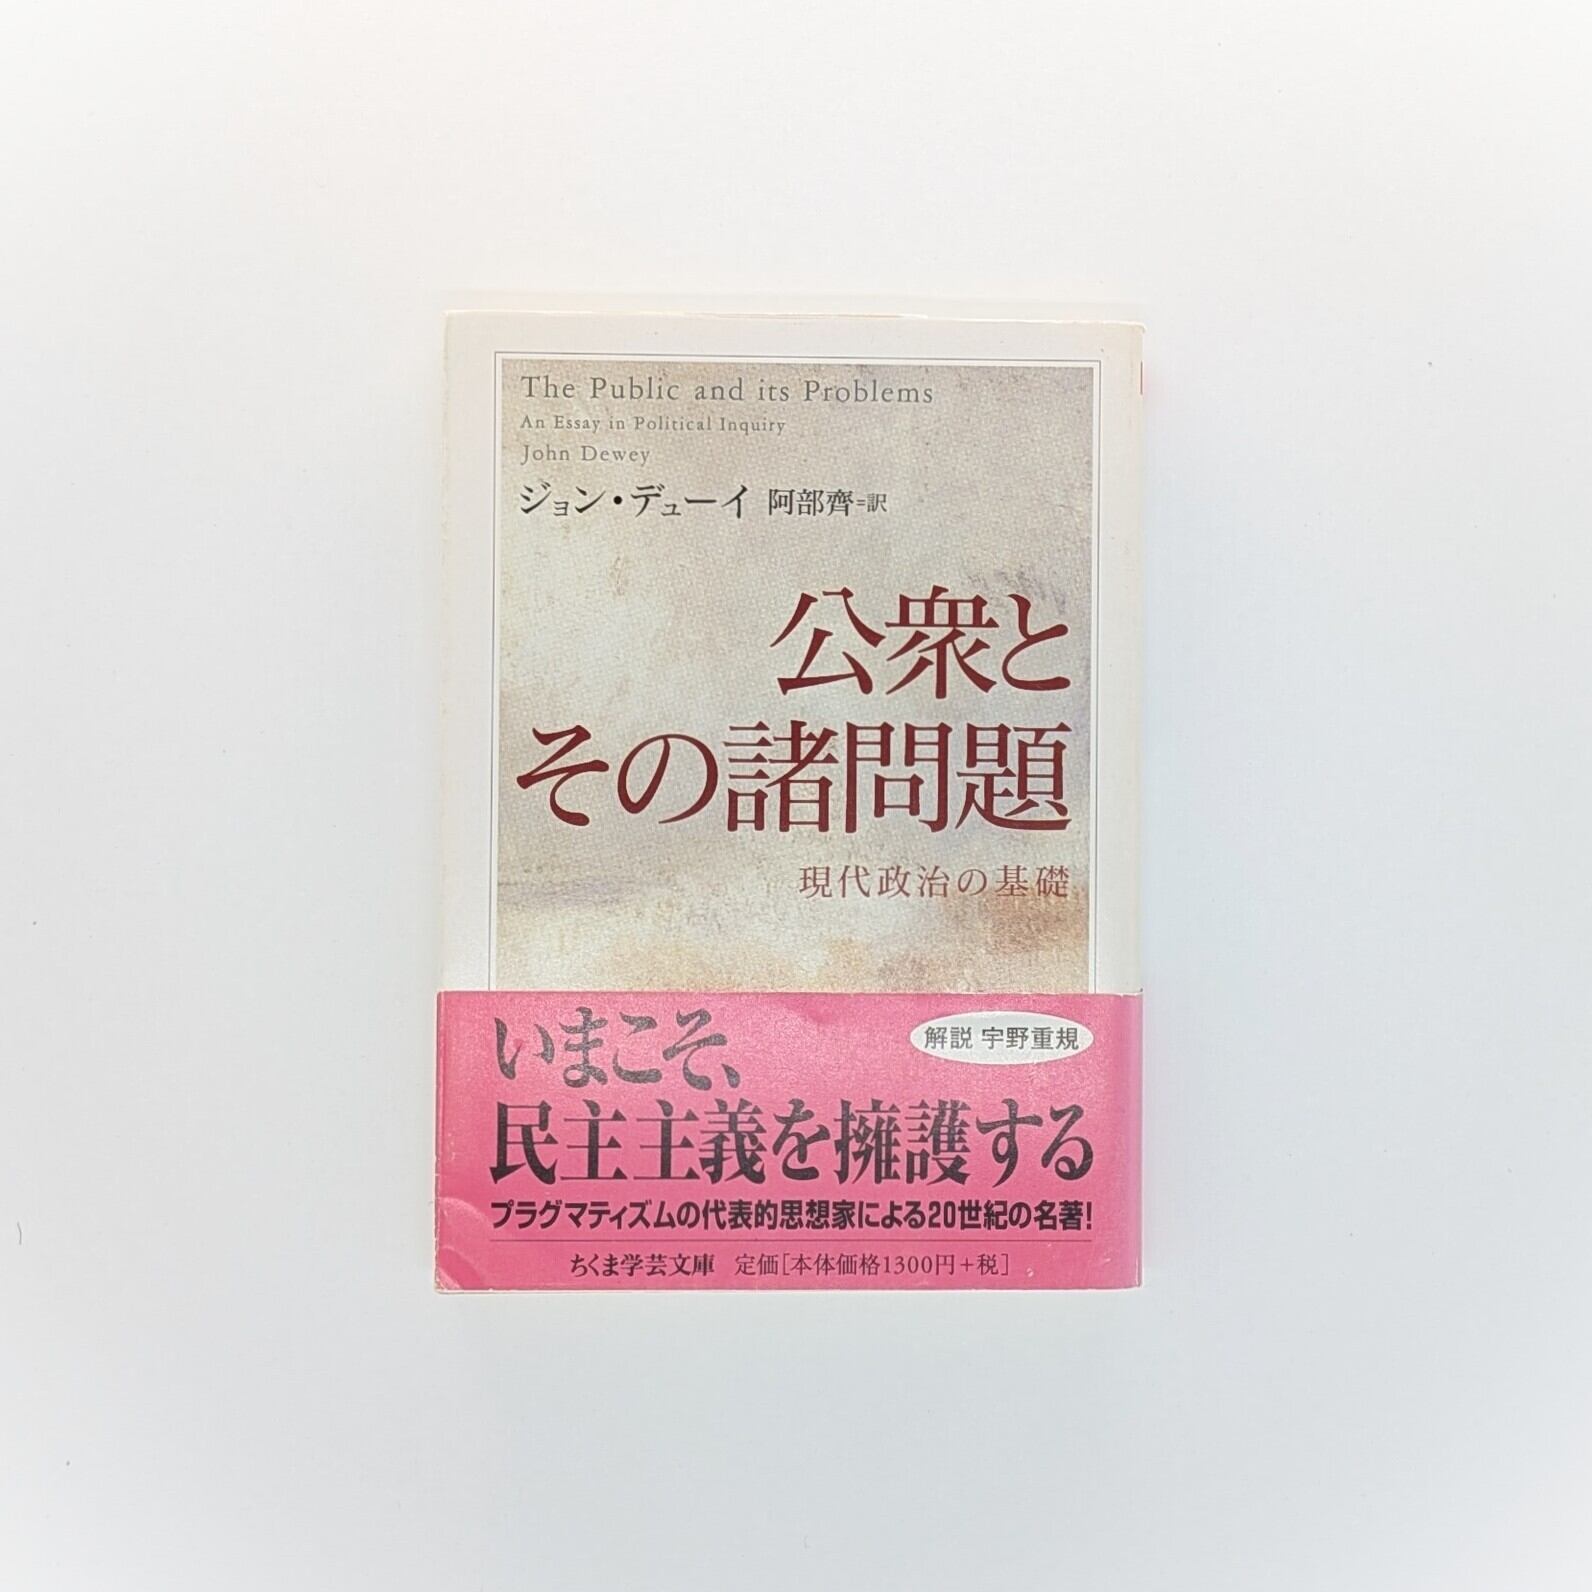 The Public and its Problems
An Essay in Political Inquiry
John Dewey
ジョン・デューイ 阿部齊=訳
公衆と
その諸問題
現代政治の基礎
解説 宇野重規
いまこそ、
民主主義を擁護する
プラグマティズムの代表的思想家による20世紀の名著!
ちくま学芸文庫 定価[本体価格1300円+税]